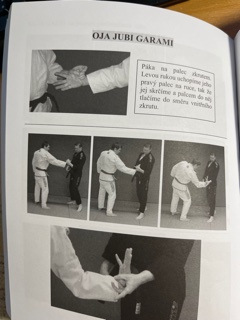 OJA JUBI GARAMI
Páka na palec zkrutem.
Levou rukou uchopíme jeho
pravý palec na ruce, tak že
jej skrčíme a palcem do něj
tlačíme do směru vnitřního
zkrutu.